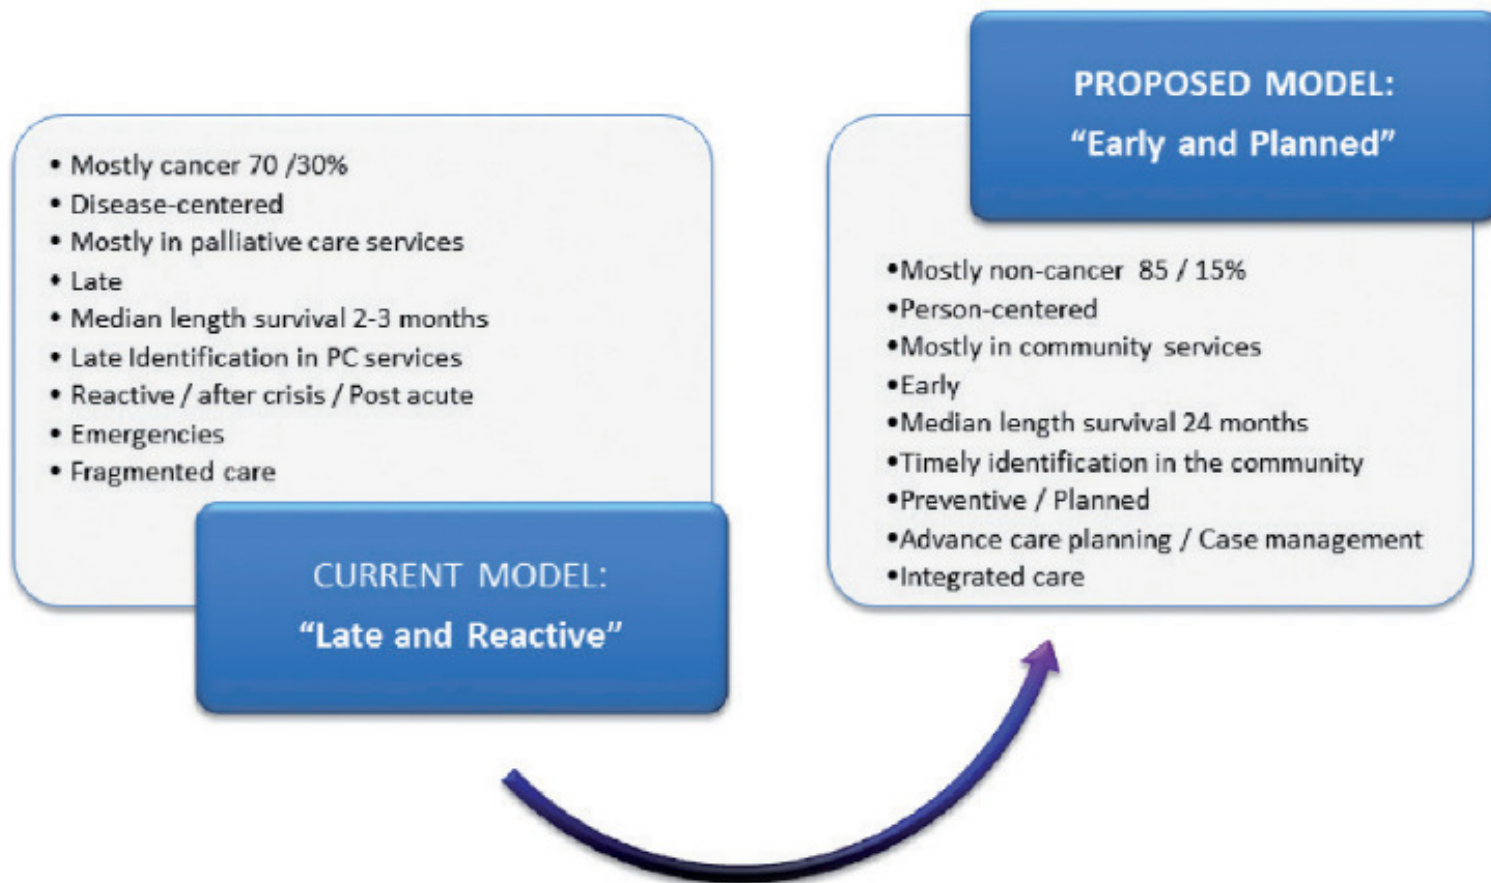 • Mostly cancer 70 /30%
• Disease-centered
• Mostly in palliative care services
• Late
• Median length survival 2-3 months
• Late Identification in PC services
• Reactive / after crisis / Post acute
• Emergencies
• Fragmented care
CURRENT MODEL:
“Late and Reactive”
PROPOSED MODEL:
“Early and Planned”
•Mostly non-cancer 85 / 15%
•Person-centered
•Mostly in community services
•Early
•Median length survival 24 months
•Timely identification in the community
•Preventive / Planned
•Advance care planning / Case management
•Integrated care